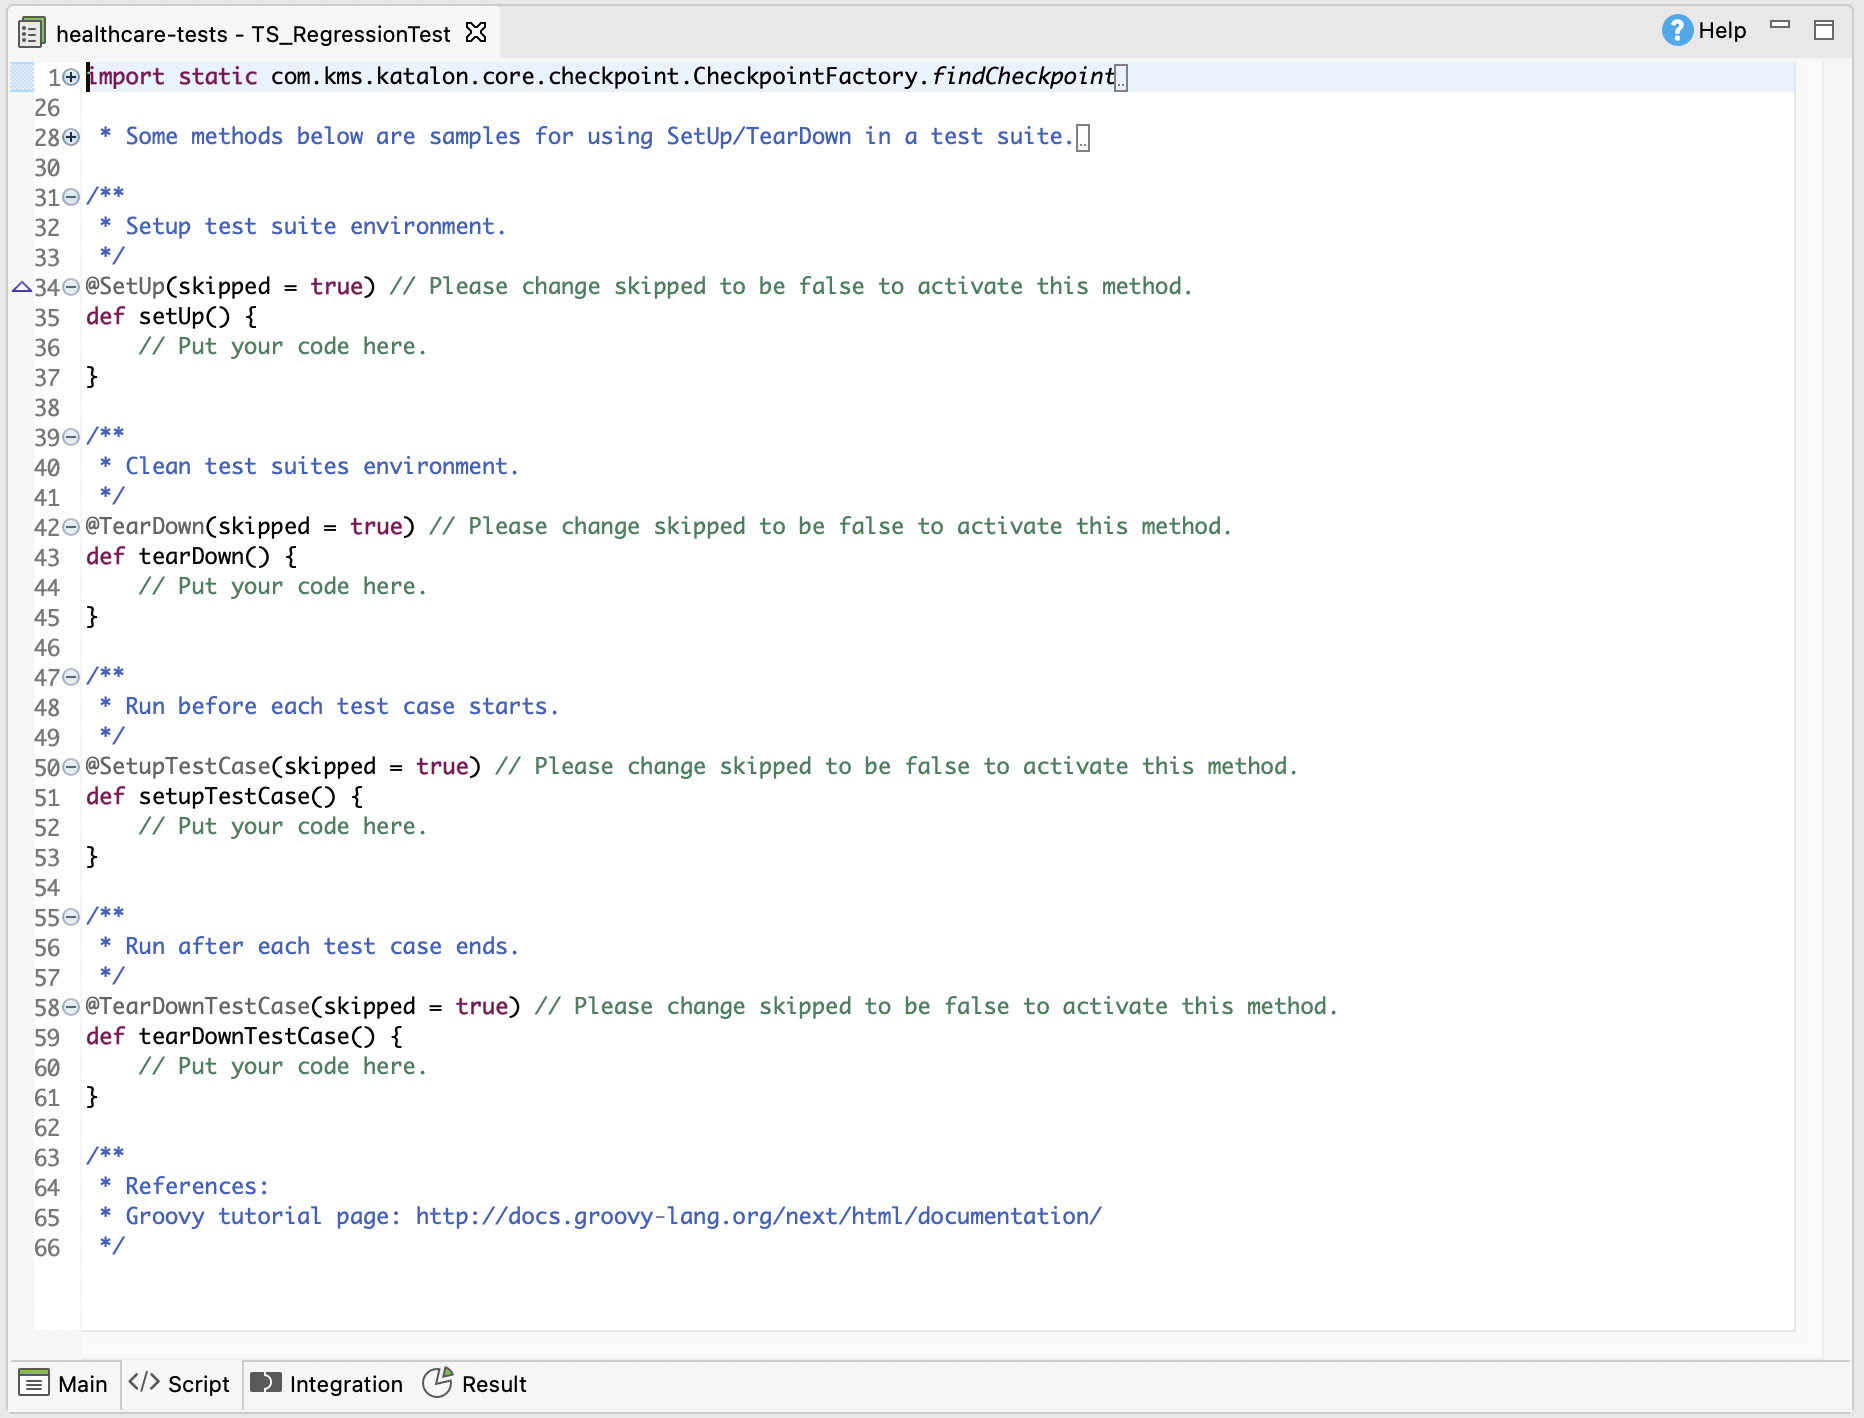 healthcare-tests - TS_RegressionTest
Help
1 import static com.kms.katalon.core.checkpoint.CheckpointFactory.findCheckpoint..
26
28 * Some methods below are samples for using SetUp/TearDown in a test suite...
30
31 /**
32 * Setup test suite environment.
33 */
34 @SetUp(skipped = true) // Please change skipped to be false to activate this method.
35 def setUp() {
36 // Put your code here.
37 }
38
39 /**
40 * Clean test suites environment.
41 */
42 @TearDown(skipped = true) // Please change skipped to be false to activate this method.
43 def tearDown() {
44 // Put your code here.
45 }
46
47 /**
48 * Run before each test case starts.
49 */
50 @SetupTestCase(skipped = true) // Please change skipped to be false to activate this method.
51 def setupTestCase() {
52 // Put your code here.
53 }
54
55 /**
56 * Run after each test case ends.
57 */
58 @TearDownTestCase(skipped = true) // Please change skipped to be false to activate this method.
59 def tearDownTestCase() {
60 // Put your code here.
61 }
62
63 /**
64 * References:
65 * Groovy tutorial page: http://docs.groovy-lang.org/next/html/documentation/
66 */
Main </> Script Integration Result